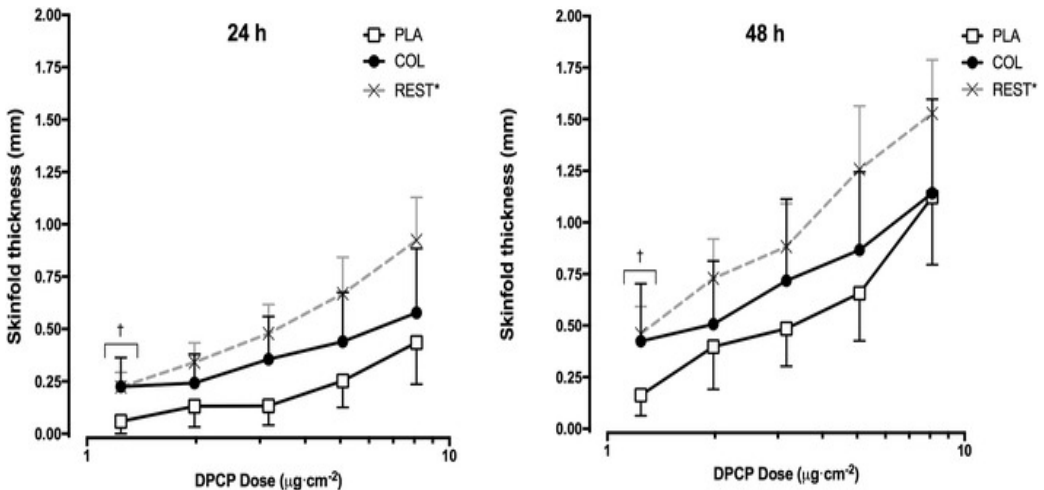 24 h
PLA
COL
REST*
2.00
1.75
1.50
1.25
1.00
0.75
0.50
0.25
0.00
Skinfold thickness (mm)
†
1
10
DPCP Dose (µg·cm⁻²)
48 h
PLA
COL
REST*
2.00
1.75
1.50
1.25
1.00
0.75
0.50
0.25
0.00
Skinfold thickness (mm)
†
1
10
DPCP Dose (µg·cm⁻²)